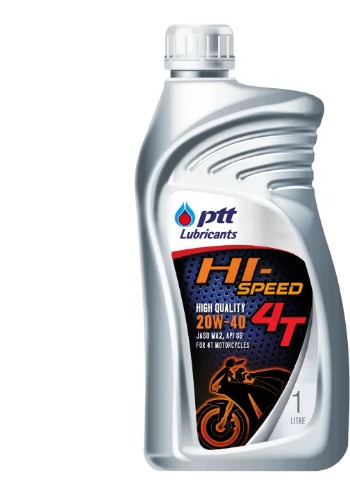 ptt
Lubricants
HI-
SPEED
4T
HIGH QUALITY
20W-40
JASO MA2, API SG
FOR 4T MOTORCYCLES
1
LITRE